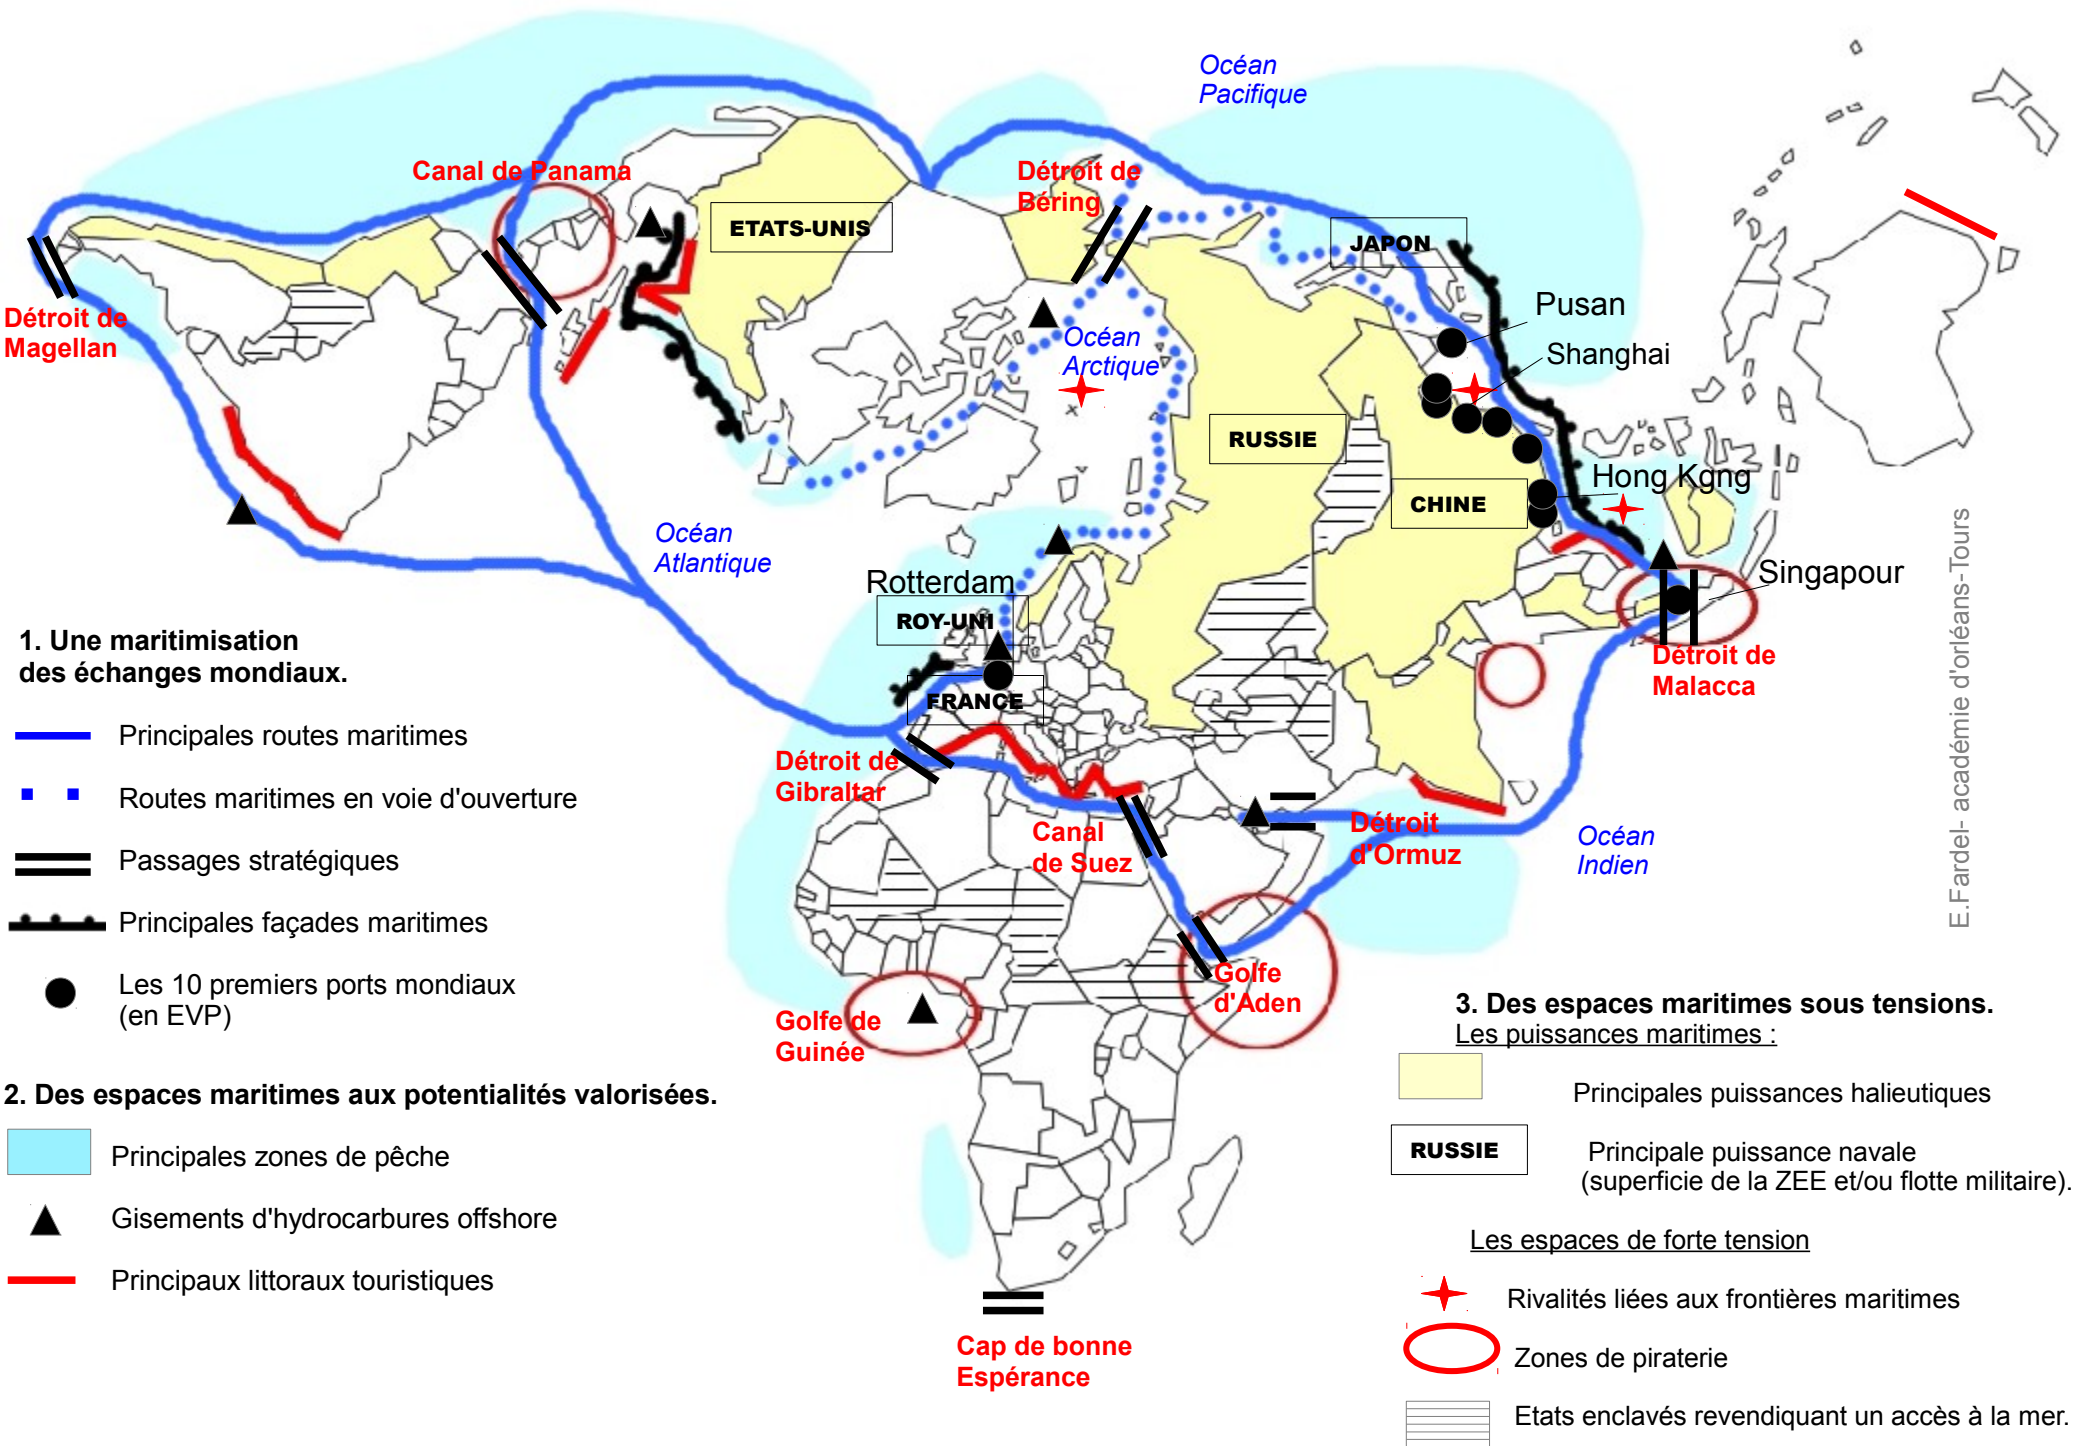 Océan
Pacifique
Canal de Panama
Détroit de
Béring
ETATS-UNIS
JAPON
Détroit de
Magellan
Pusan
Océan
Arctique
Shanghai
RUSSIE
Hong Kgng
CHINE
Océan
Atlantique
Rotterdam
Singapour
ROY-UNI
Détroit de
Malacca
FRANCE
Détroit de
Gibraltar
Canal
de Suez
Détroit
d'Ormuz
Océan
Indien
Golfe
d'Aden
Golfe de
Guinée
Cap de bonne
Espérance
E.Fardel- académie d'orléans-Tours
1. Une maritimisation
des échanges mondiaux.
Principales routes maritimes
Routes maritimes en voie d'ouverture
Passages stratégiques
Principales façades maritimes
Les 10 premiers ports mondiaux
(en EVP)
2. Des espaces maritimes aux potentialités valorisées.
Principales zones de pêche
Gisements d'hydrocarbures offshore
Principaux littoraux touristiques
3. Des espaces maritimes sous tensions.
Les puissances maritimes :
Principales puissances halieutiques
RUSSIE
Principale puissance navale
(superficie de la ZEE et/ou flotte militaire).
Les espaces de forte tension
Rivalités liées aux frontières maritimes
Zones de piraterie
Etats enclavés revendiquant un accès à la mer.